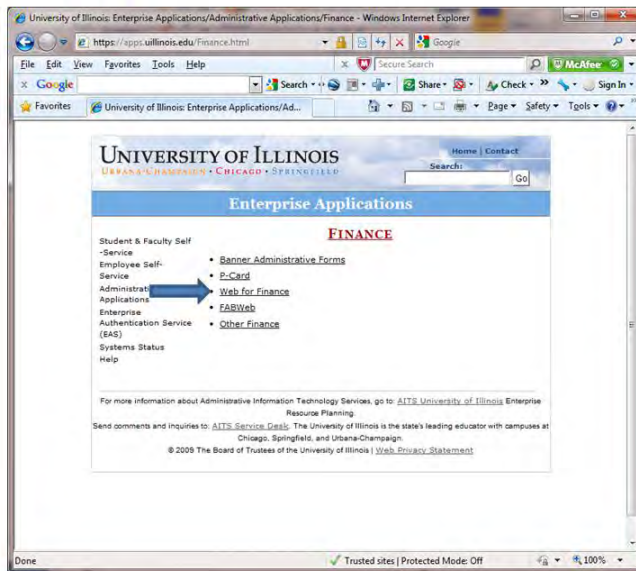 University of Illinois: Enterprise Applications/Administrative Applications/Finance - Windows Internet Explorer
https://apps.uillinois.edu/Finance.html
Google
File Edit View Favorites Tools Help
Secure Search
McAfee
x Google
Search
Share
Check
Sign In
Favorites
University of Illinois: Enterprise Applications/Ad...
Page Safety Tools
UNIVERSITY OF ILLINOIS
URBANA-CHAMPAIGN • CHICAGO • SPRINGFIELD
Home | Contact
Search:
Go
Enterprise Applications
FINANCE
Student & Faculty Self
-Service
Employee Self-
Service
Administrati
Applications
Enterprise
Authentication Service
(EAS)
Systems Status
Help
• Banner Administrative Forms
• P-Card
• Web for Finance
• FABWeb
• Other Finance
For more information about Administrative Information Technology Services, go to: AITS University of Illinois Enterprise
Resource Planning.
Send comments and inquiries to: AITS Service Desk. The University of Illinois is the state's leading educator with campuses at
Chicago, Springfield, and Urbana-Champaign.
© 2009 The Board of Trustees of the University of Illinois | Web Privacy Statement
Done
Trusted sites | Protected Mode: Off
100%